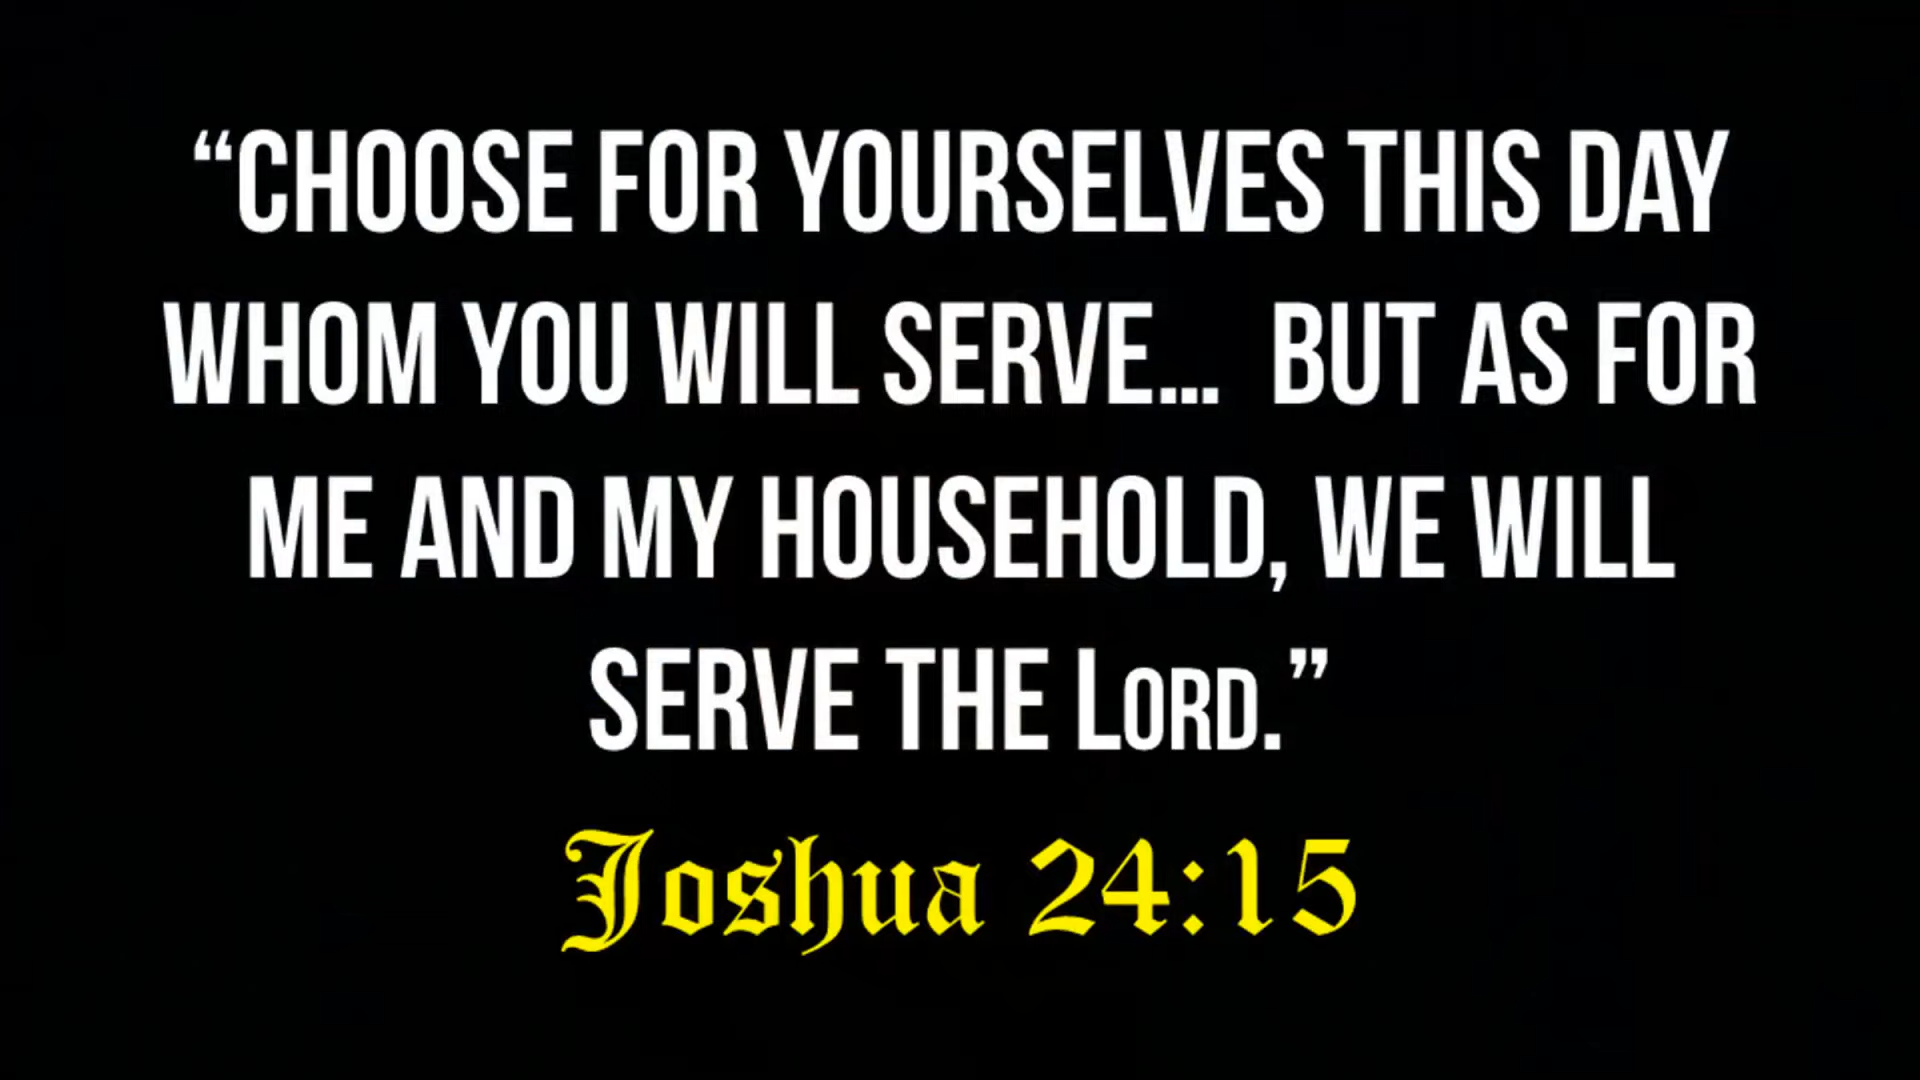 “CHOOSE FOR YOURSELVES THIS DAY
WHOM YOU WILL SERVE... BUT AS FOR
ME AND MY HOUSEHOLD, WE WILL
SERVE THE LORD.”
Joshua 24:15